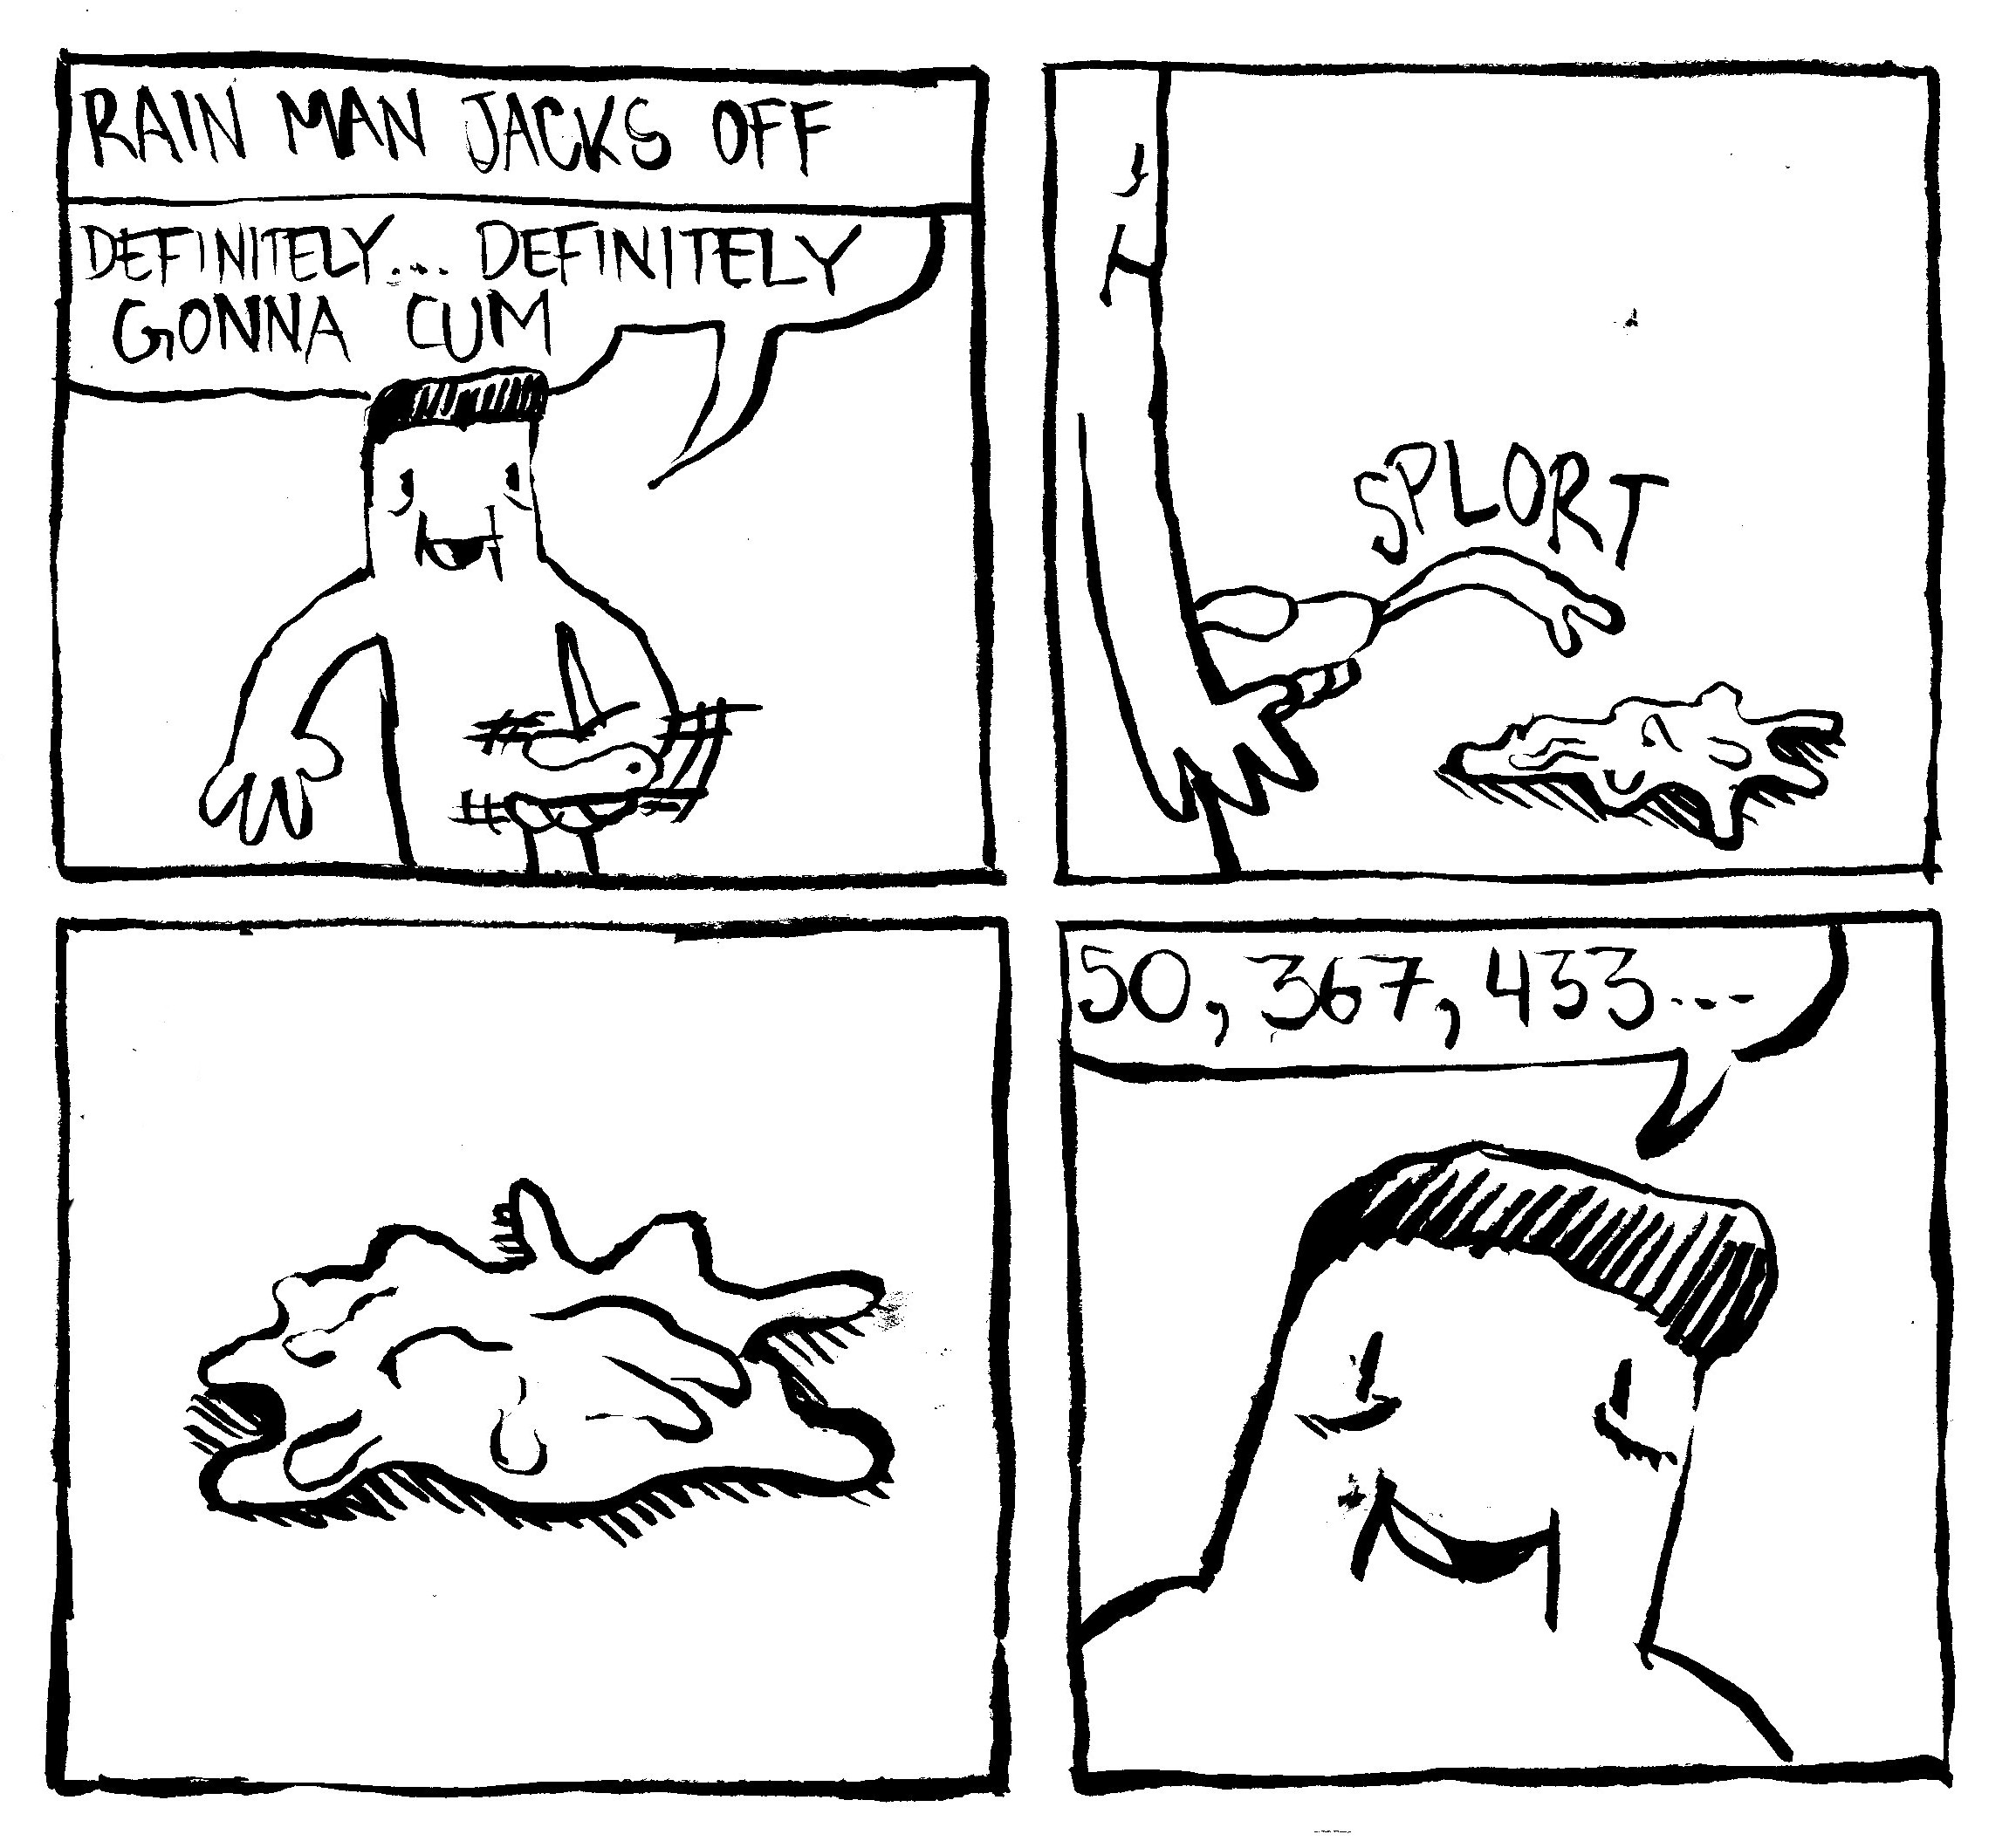 RAIN MAN JACKS OFF
DEFINITELY... DEFINITELY
GONNA CUM
SPLORT
50,367,433...